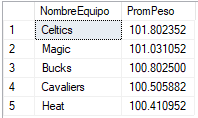 NombreEquipo PromPeso
1 Celtics 101.802352
2 Magic 101.031052
3 Bucks 100.802500
4 Cavaliers 100.505882
5 Heat 100.410952